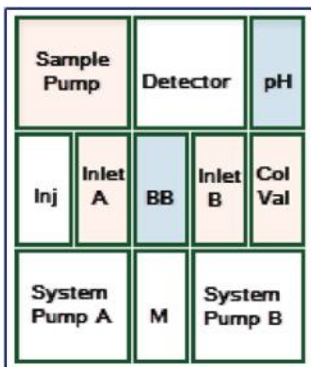 Sample
Pump
Detector
pH
Inj
Inlet
A
BB
Inlet
B
Col
Val
System
Pump A
M
System
Pump B